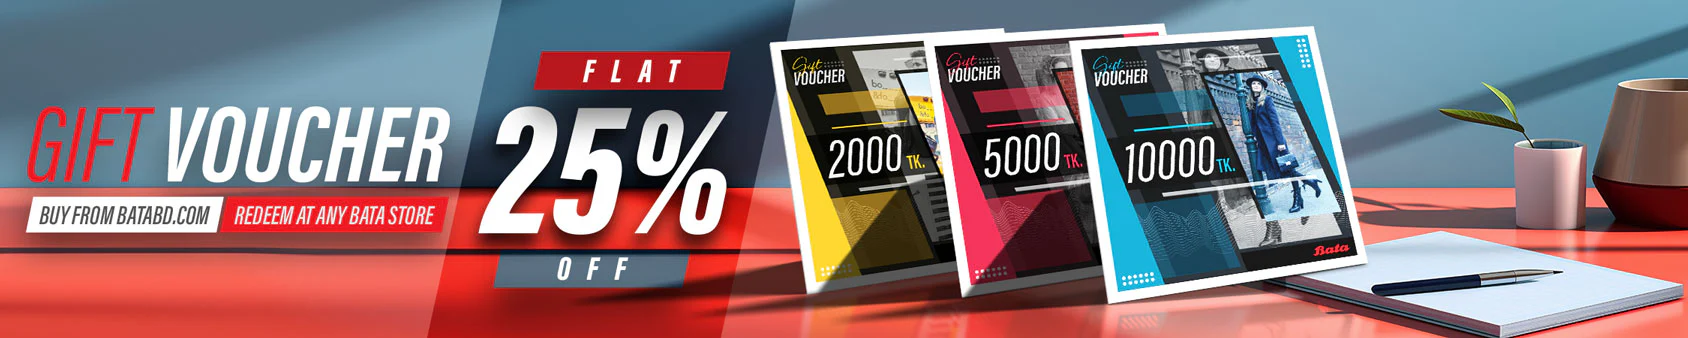 GIFT VOUCHER
BUY FROM BATABD.COM
REDEEM AT ANY BATA STORE
FLAT
25%
OFF
Gift
VOUCHER
2000 TK.
Gift
VOUCHER
5000 TK.
Gift
VOUCHER
10000 TK.
Bata